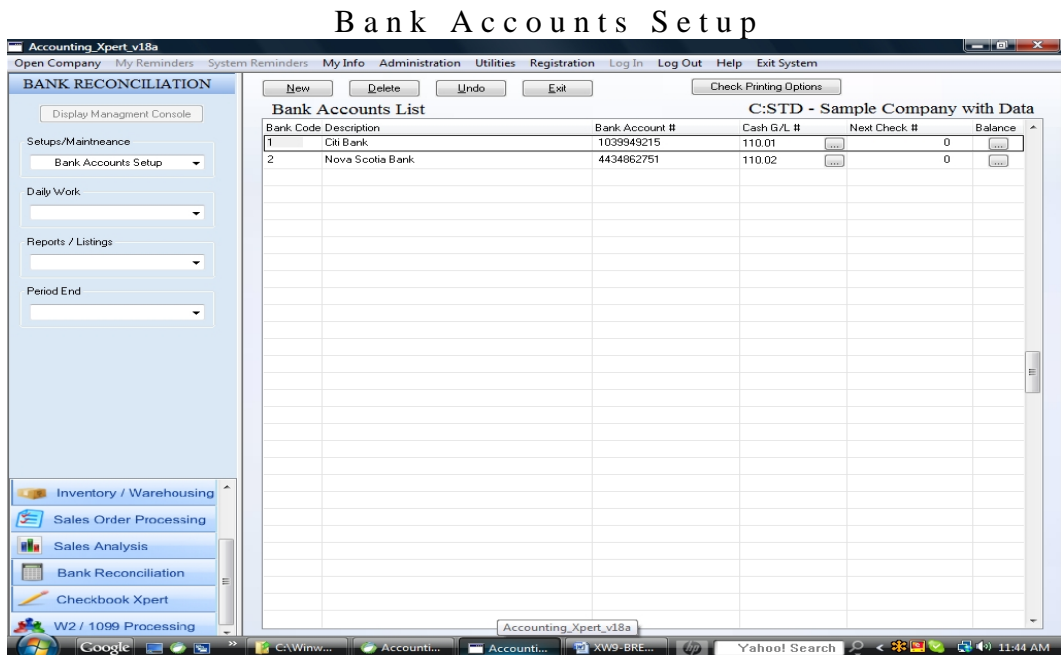 Bank Accounts Setup
Accounting_Xpert_v18a
Open Company My Reminders System Reminders My Info Administration Utilities Registration Log In Log Out Help Exit System
BANK RECONCILIATION
New Delete Undo Exit Check Printing Options
Display Managment Console
Bank Accounts List C:STD - Sample Company with Data
Bank Code Description Bank Account # Cash G/L # Next Check # Balance
1 Citi Bank 1039949215 110.01 ... 0 ...
2 Nova Scotia Bank 4434862751 110.02 ... 0 ...
Setups/Maintneance
Bank Accounts Setup
Daily Work
Reports / Listings
Period End
Inventory / Warehousing
Sales Order Processing
Sales Analysis
Bank Reconciliation
Checkbook Xpert
W2 / 1099 Processing
Accounting_Xpert_v18a
Google » C:\Winw... Accounti... Accounti... XW9-BRE... hp Yahoo! Search < 11:44 AM